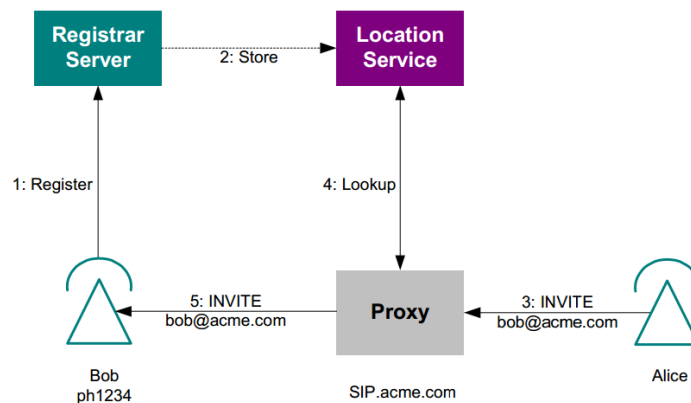 Registrar
Server
2: Store
Location
Service
1: Register
4: Lookup
5: INVITE
bob@acme.com
Proxy
3: INVITE
bob@acme.com
Bob
ph1234
SIP.acme.com
Alice